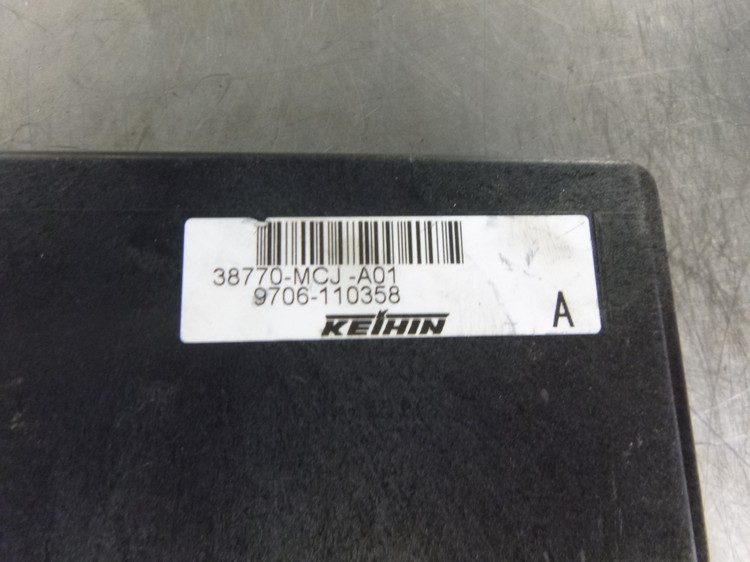 38770-MCJ -A01
9706-110358
KEIHIN
A